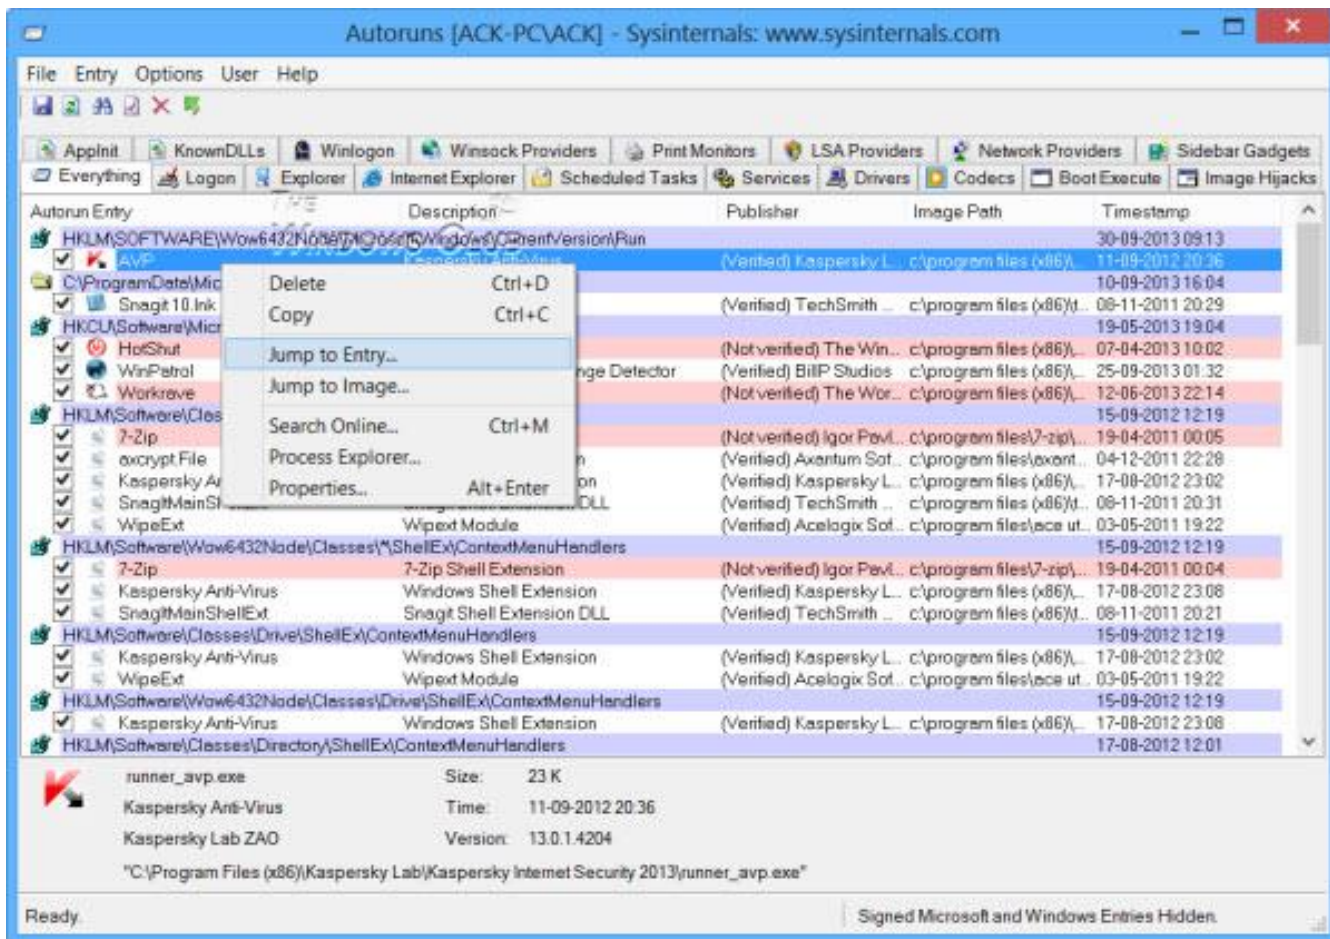 Autoruns [ACK-PC\ACK] - Sysinternals: www.sysinternals.com
File Entry Options User Help
AppInit KnownDLLs Winlogon Winsock Providers Print Monitors LSA Providers Network Providers Sidebar Gadgets
Everything Logon Explorer Internet Explorer Scheduled Tasks Services Drivers Codecs Boot Execute Image Hijacks
Autorun Entry Description Publisher Image Path Timestamp
The Windows Club
HKLM\SOFTWARE\Wow6432Node\Microsoft\Windows\CurrentVersion\Run 30-09-2013 09:13
AVP Kaspersky Anti-Virus (Verified) Kaspersky L... c:\program files (x86)\... 11-09-2012 20:36
C:\ProgramData\Mic 10-09-2013 16:04
Snagit 10.lnk (Verified) TechSmith ... c:\program files (x86)\t... 08-11-2011 20:29
HKCU\Software\Micr 19-05-2013 19:04
HotShut (Not verified) The Win... c:\program files (x86)\... 07-04-2013 10:02
WinPatrol nge Detector (Verified) BillP Studios c:\program files (x86)\... 25-09-2013 01:32
Workrave (Not verified) The Wor... c:\program files (x86)\... 12-06-2013 22:14
HKLM\Software\Clas 15-09-2012 12:19
7-Zip (Not verified) Igor Pavl... c:\program files\7-zip\... 19-04-2011 00:05
axcrypt.File n (Verified) Axantum Sof... c:\program files\axant... 04-12-2011 22:28
Kaspersky An on (Verified) Kaspersky L... c:\program files (x86)\... 17-08-2012 23:02
SnagItMainSh DLL (Verified) TechSmith ... c:\program files (x86)\t... 08-11-2011 20:31
WipeExt Wipext Module (Verified) Acelogix Sof... c:\program files\ace ut... 03-05-2011 19:22
Delete Ctrl+D
Copy Ctrl+C
Jump to Entry...
Jump to Image...
Search Online... Ctrl+M
Process Explorer...
Properties... Alt+Enter
HKLM\Software\Wow6432Node\Classes\*\ShellEx\ContextMenuHandlers 15-09-2012 12:19
7-Zip 7-Zip Shell Extension (Not verified) Igor Pavl... c:\program files\7-zip\... 19-04-2011 00:04
Kaspersky Anti-Virus Windows Shell Extension (Verified) Kaspersky L... c:\program files (x86)\... 17-08-2012 23:08
SnagItMainShellExt Snagit Shell Extension DLL (Verified) TechSmith ... c:\program files (x86)\t... 08-11-2011 20:21
HKLM\Software\Classes\Drive\ShellEx\ContextMenuHandlers 15-09-2012 12:19
Kaspersky Anti-Virus Windows Shell Extension (Verified) Kaspersky L... c:\program files (x86)\... 17-08-2012 23:02
WipeExt Wipext Module (Verified) Acelogix Sof... c:\program files\ace ut... 03-05-2011 19:22
HKLM\Software\Wow6432Node\Classes\Drive\ShellEx\ContextMenuHandlers 15-09-2012 12:19
Kaspersky Anti-Virus Windows Shell Extension (Verified) Kaspersky L... c:\program files (x86)\... 17-08-2012 23:08
HKLM\Software\Classes\Directory\ShellEx\ContextMenuHandlers 17-08-2012 12:01
runner_avp.exe Size: 23 K
Kaspersky Anti-Virus Time: 11-09-2012 20:36
Kaspersky Lab ZAO Version: 13.0.1.4204
"C:\Program Files (x86)\Kaspersky Lab\Kaspersky Internet Security 2013\runner_avp.exe"
Ready. Signed Microsoft and Windows Entries Hidden.